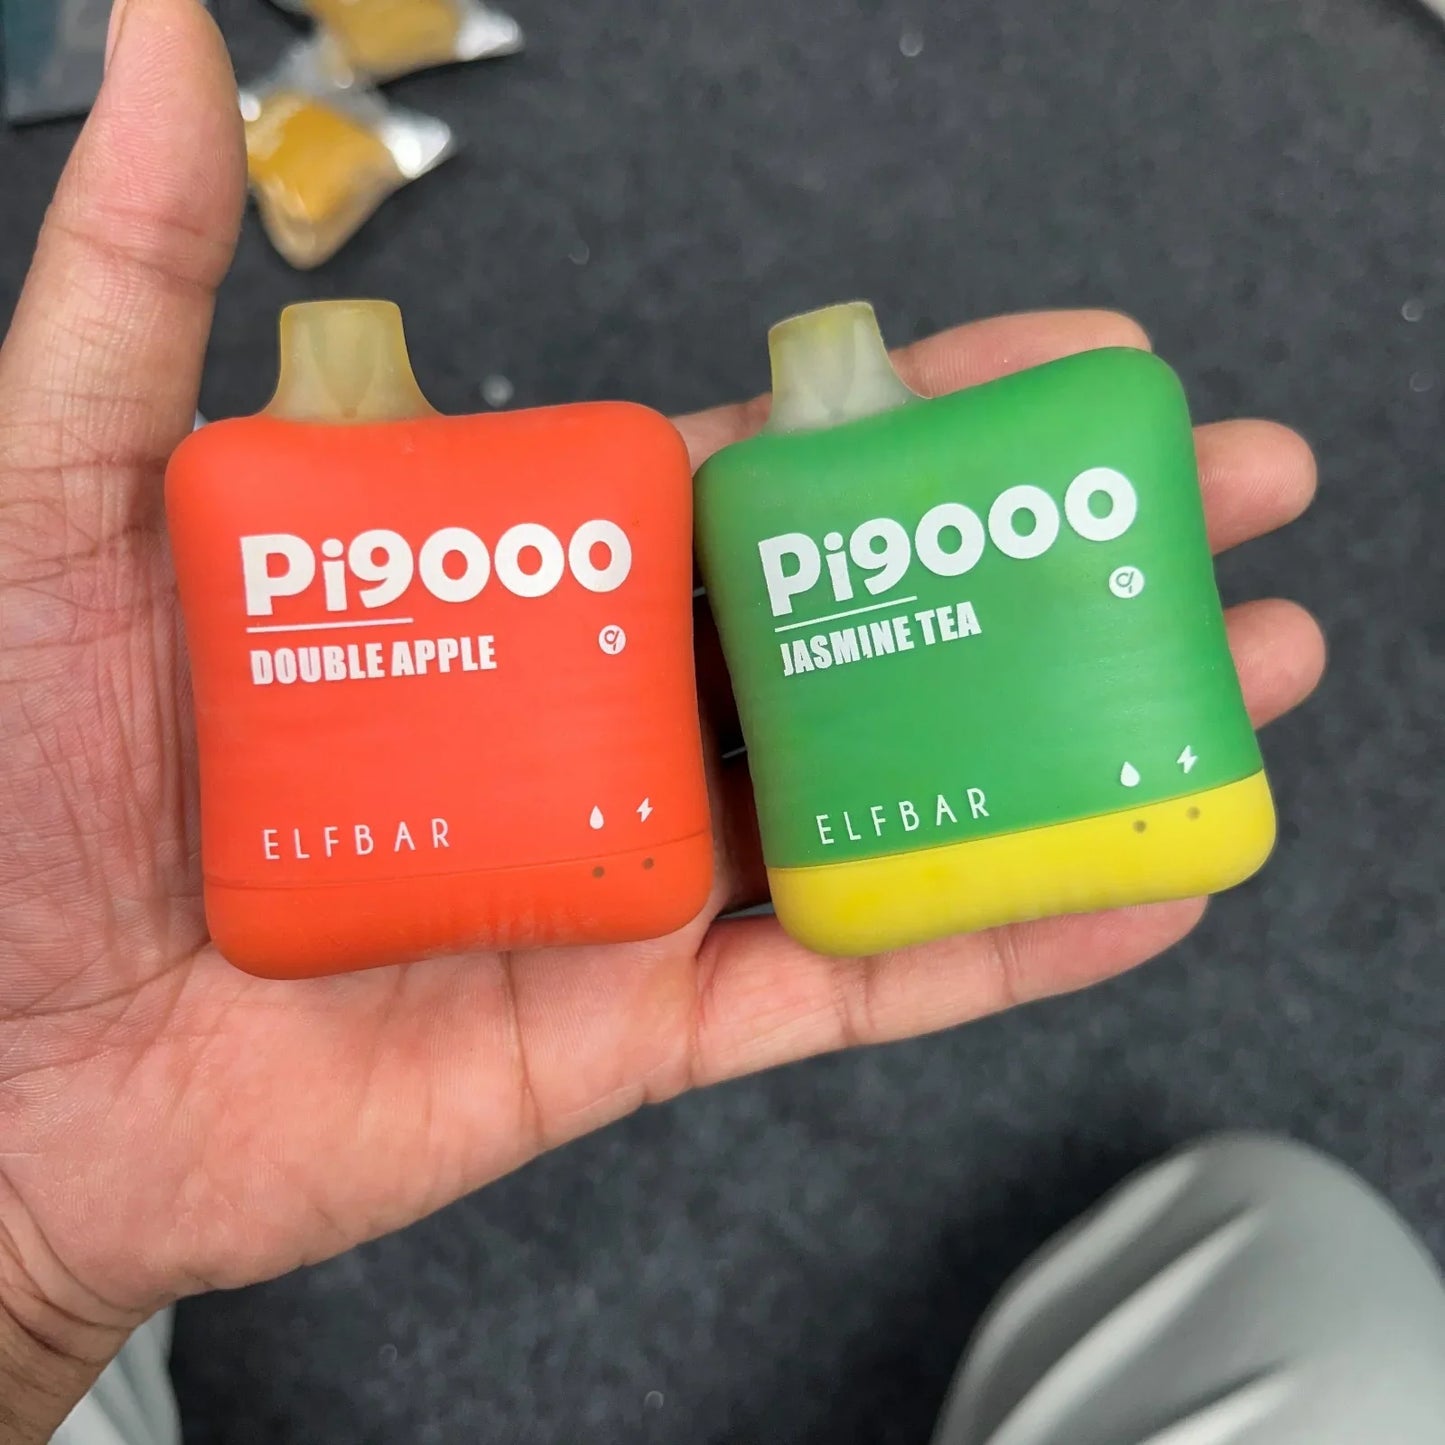 Pi9000
DOUBLE APPLE
ELFBAR
Pi9000
JASMINE TEA
ELFBAR